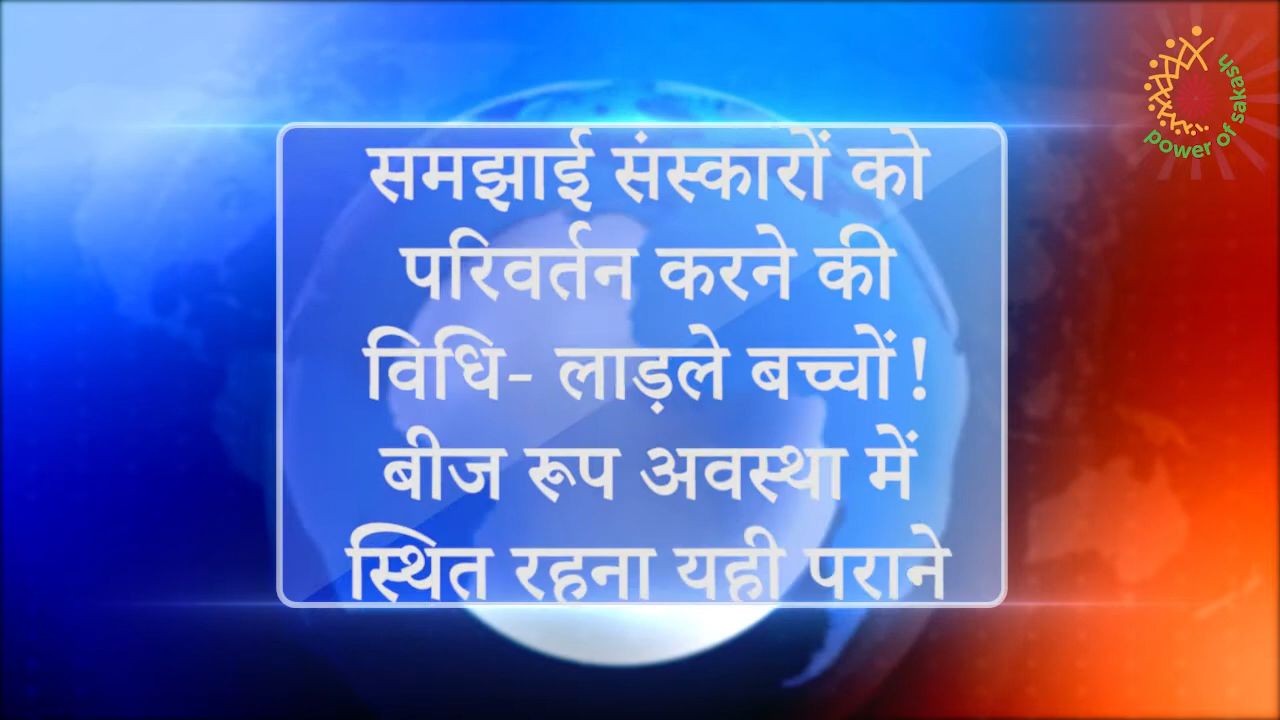 समझाई संस्कारों को
परिवर्तन करने की
विधि- लाड़ले बच्चों!
बीज रूप अवस्था में
स्थित रहना यही पुराने
power of sakash